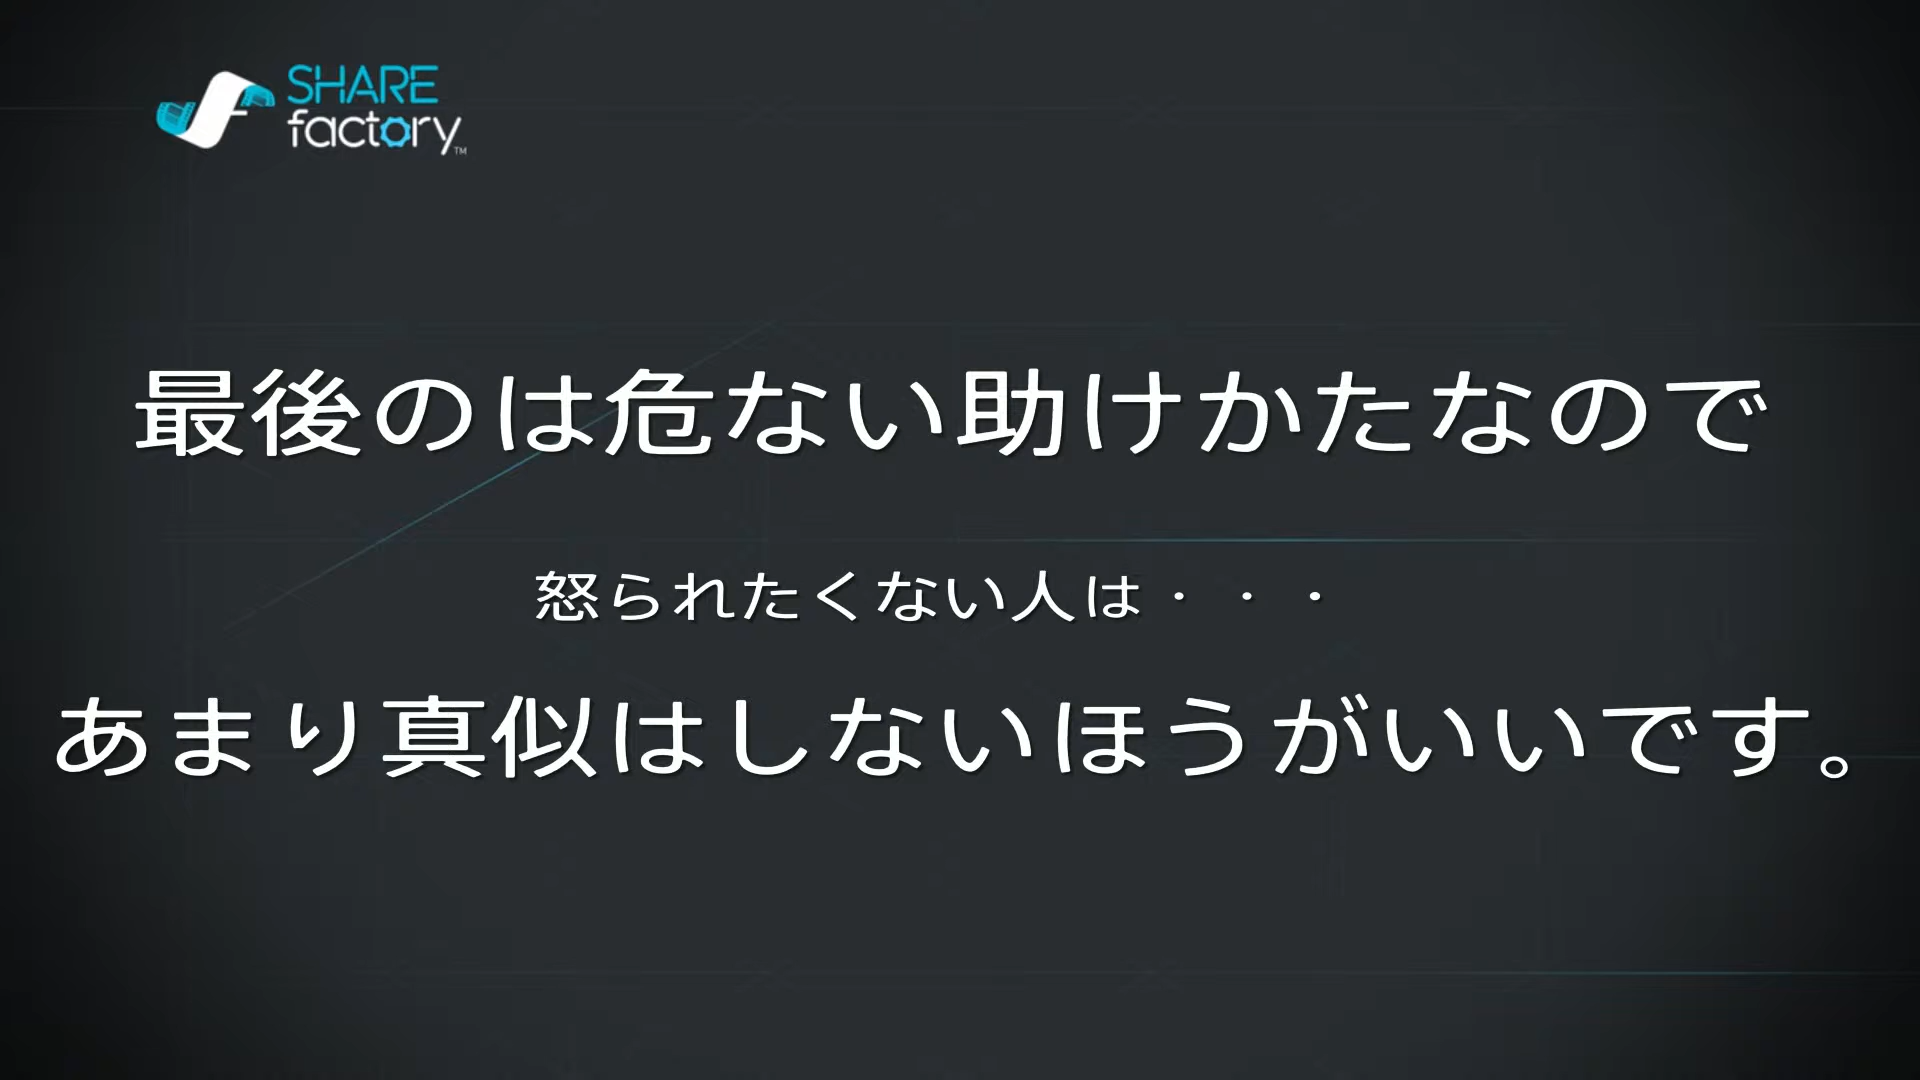 SHARE
factory™
最後のは危ない助けかたなので
怒られたくない人は・・・
あまり真似はしないほうがいいです。